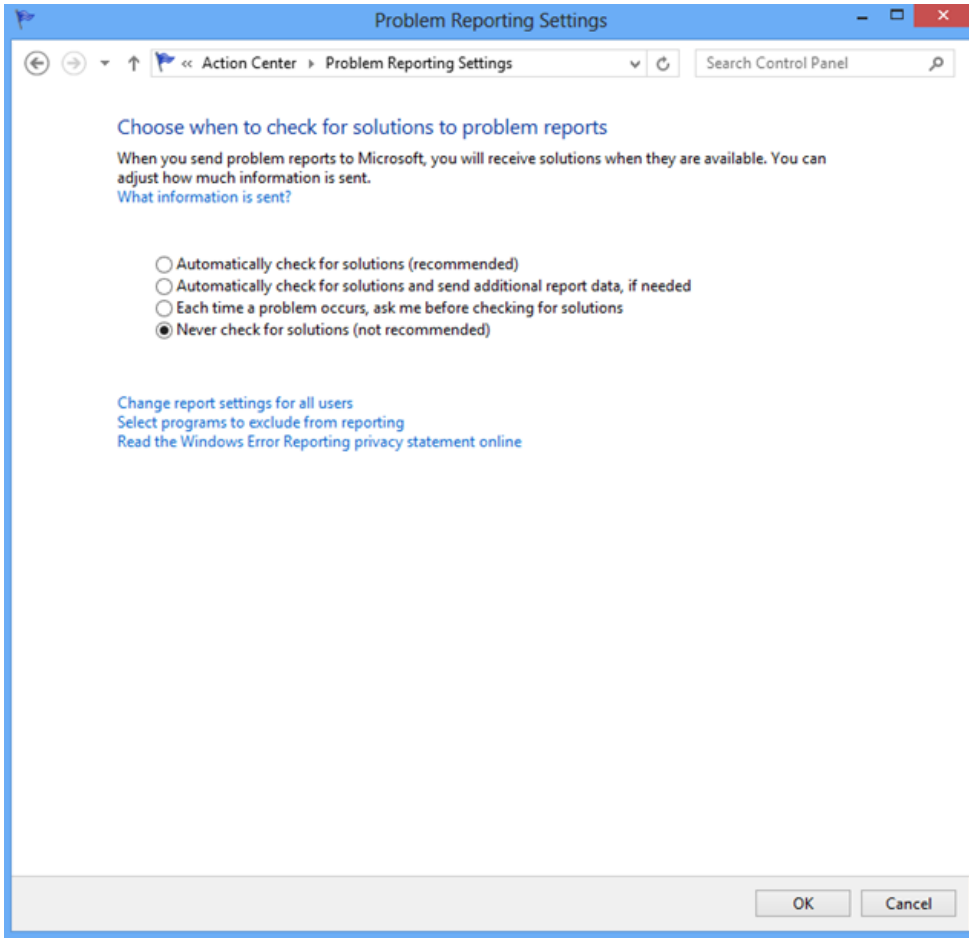 Problem Reporting Settings
« Action Center Problem Reporting Settings
Search Control Panel
Choose when to check for solutions to problem reports
When you send problem reports to Microsoft, you will receive solutions when they are available. You can
adjust how much information is sent.
What information is sent?
Automatically check for solutions (recommended)
Automatically check for solutions and send additional report data, if needed
Each time a problem occurs, ask me before checking for solutions
Never check for solutions (not recommended)
Change report settings for all users
Select programs to exclude from reporting
Read the Windows Error Reporting privacy statement online
OK Cancel